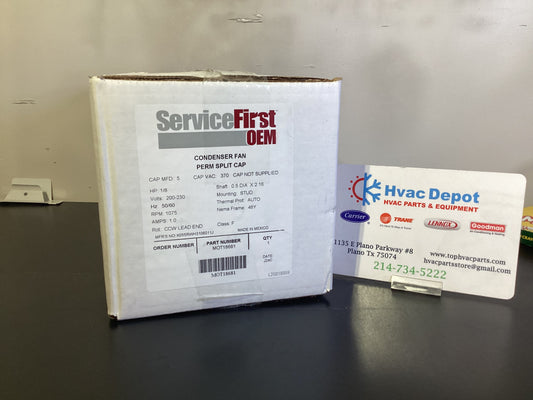 ServiceFirst
OEM
CONDENSER FAN
PERM SPLIT CAP
CAP MFD: 5 CAP VAC: 370 CAP NOT SUPPLIED
HP: 1/8 Shaft: 0.5 DIA X 2.16
Volts: 200-230 Mounting: STUD
Hz: 50/60 Thermal Prot: AUTO
RPM: 1075 Nema Frame: 48Y
AMPS: 1.0
Rot: CCW LEAD END Class: F
MADE IN MEXICO
ORDER NUMBER PART NUMBER QTY
MOT18681 1
DATE
MOT18681
Hvac Depot
HVAC PARTS & EQUIPMENT
Carrier TRANE LENNOX Goodman
1135 E Plano Parkway #8
Plano Tx 75074
www.tophvacparts.com
hvacpartsstore@gmail.com
214-734-5222